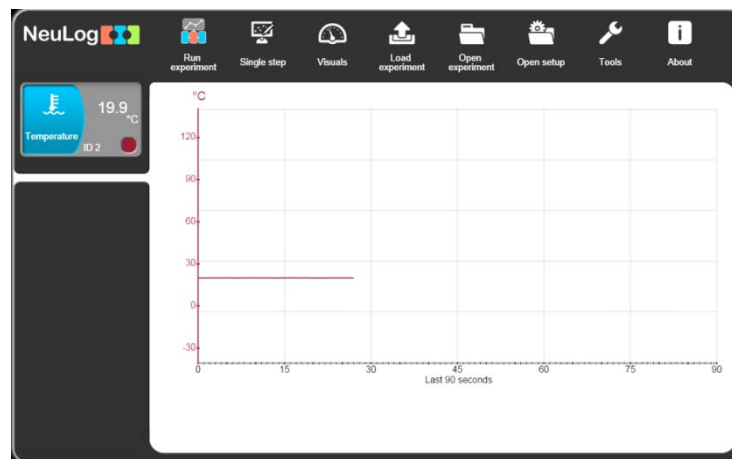 NeuLog
Run experiment
Single step
Visuals
Load experiment
Open experiment
Open setup
Tools
About
19.9 °C
Temperature
ID 2
°C
120
90
60
30
0
-30
0 15 30 45 60 75 90
Last 90 seconds